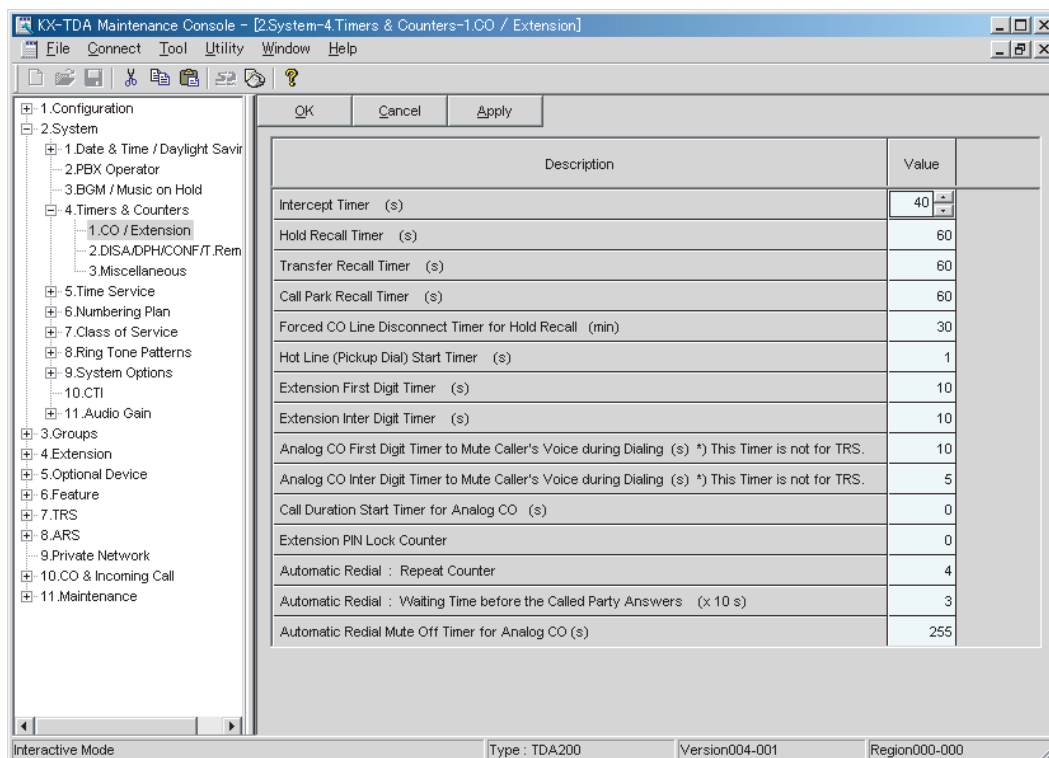 KX-TDA Maintenance Console - [2.System-4.Timers & Counters-1.CO / Extension]
File Connect Tool Utility Window Help
1.Configuration
2.System
1.Date & Time / Daylight Savir
2.PBX Operator
3.BGM / Music on Hold
4.Timers & Counters
1.CO / Extension
2.DISA/DPH/CONF/T.Rem
3.Miscellaneous
5.Time Service
6.Numbering Plan
7.Class of Service
8.Ring Tone Patterns
9.System Options
10.CTI
11.Audio Gain
3.Groups
4.Extension
5.Optional Device
6.Feature
7.TRS
8.ARS
9.Private Network
10.CO & Incoming Call
11.Maintenance
OK Cancel Apply
Description Value
Intercept Timer (s) 40
Hold Recall Timer (s) 60
Transfer Recall Timer (s) 60
Call Park Recall Timer (s) 60
Forced CO Line Disconnect Timer for Hold Recall (min) 30
Hot Line (Pickup Dial) Start Timer (s) 1
Extension First Digit Timer (s) 10
Extension Inter Digit Timer (s) 10
Analog CO First Digit Timer to Mute Caller's Voice during Dialing (s) *) This Timer is not for TRS. 10
Analog CO Inter Digit Timer to Mute Caller's Voice during Dialing (s) *) This Timer is not for TRS. 5
Call Duration Start Timer for Analog CO (s) 0
Extension PIN Lock Counter 0
Automatic Redial : Repeat Counter 4
Automatic Redial : Waiting Time before the Called Party Answers (x 10 s) 3
Automatic Redial Mute Off Timer for Analog CO (s) 255
Interactive Mode Type : TDA200 Version004-001 Region000-000